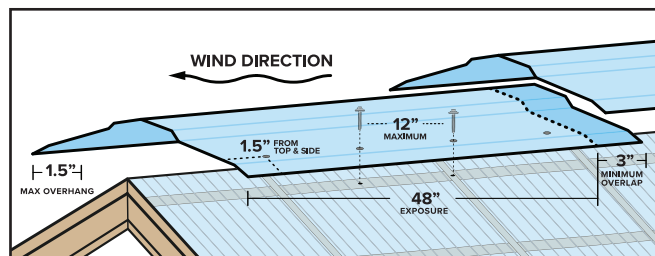 WIND DIRECTION
1.5" FROM
TOP & SIDE
12"
MAXIMUM
1.5"
MAX OVERHANG
3"
MINIMUM
OVERLAP
48"
EXPOSURE